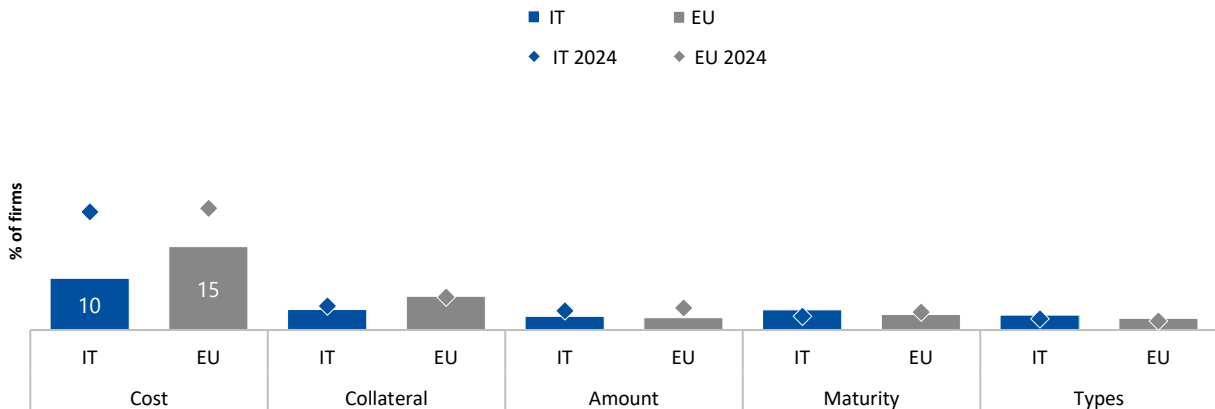 IT EU
IT 2024 EU 2024
% of firms
10 15
IT EU IT EU IT EU IT EU IT EU
Cost Collateral Amount Maturity Types